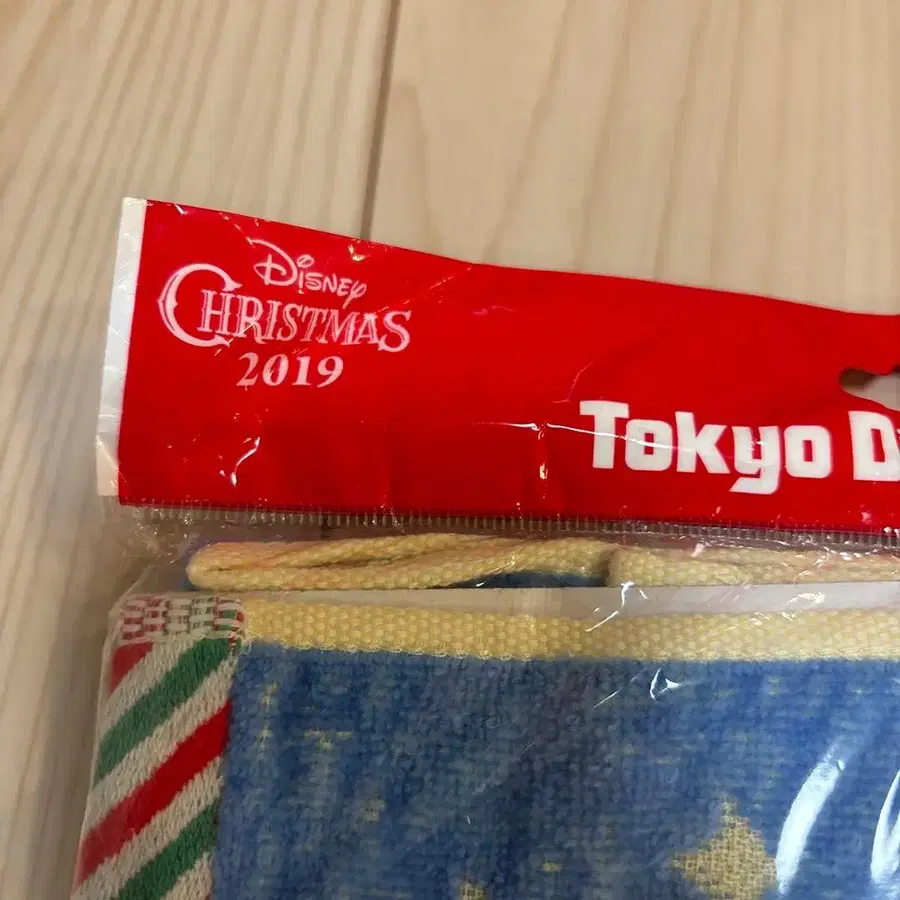 Disney
CHRISTMAS
2019
TOKYO D